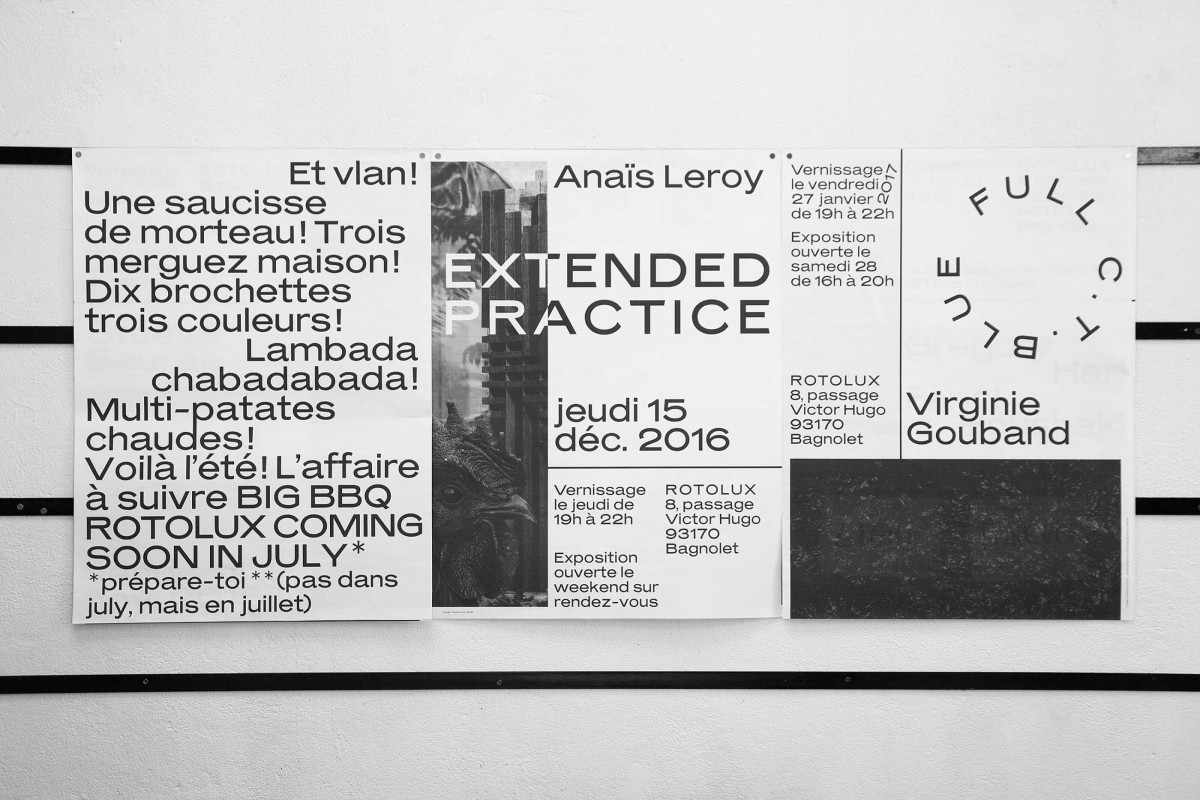 Et vlan!
Une saucisse
de morteau! Trois
merguez maison!
Dix brochettes
trois couleurs!
Lambada
chabadabada!
Multi-patates
chaudes!
Voilà l'été! L'affaire
à suivre BIG BBQ
ROTOLUX COMING
SOON IN JULY*
*prépare-toi **(pas dans
july, mais en juillet)
Anaïs Leroy
EXTENDED
PRACTICE
jeudi 15
déc. 2016
Vernissage
le jeudi de
19h à 22h
Exposition
ouverte le
weekend sur
rendez-vous
ROTOLUX
8, passage
Victor Hugo
93170
Bagnolet
Vernissage
le vendredi
27 janvier 2017
de 19h à 22h
Exposition
ouverte le
samedi 28
de 16h à 20h
ROTOLUX
8, passage
Victor Hugo
93170
Bagnolet
FULL C.T.BLUE
Virginie
Gouband